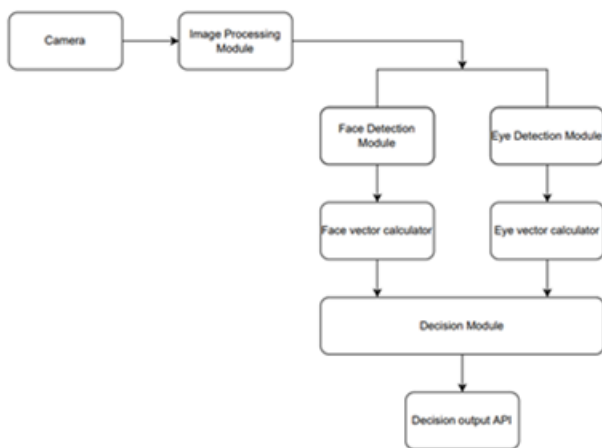 Camera
Image Processing
Module
Face Detection
Module
Eye Detection Module
Face vector calculator
Eye vector calculator
Decision Module
Decision output API